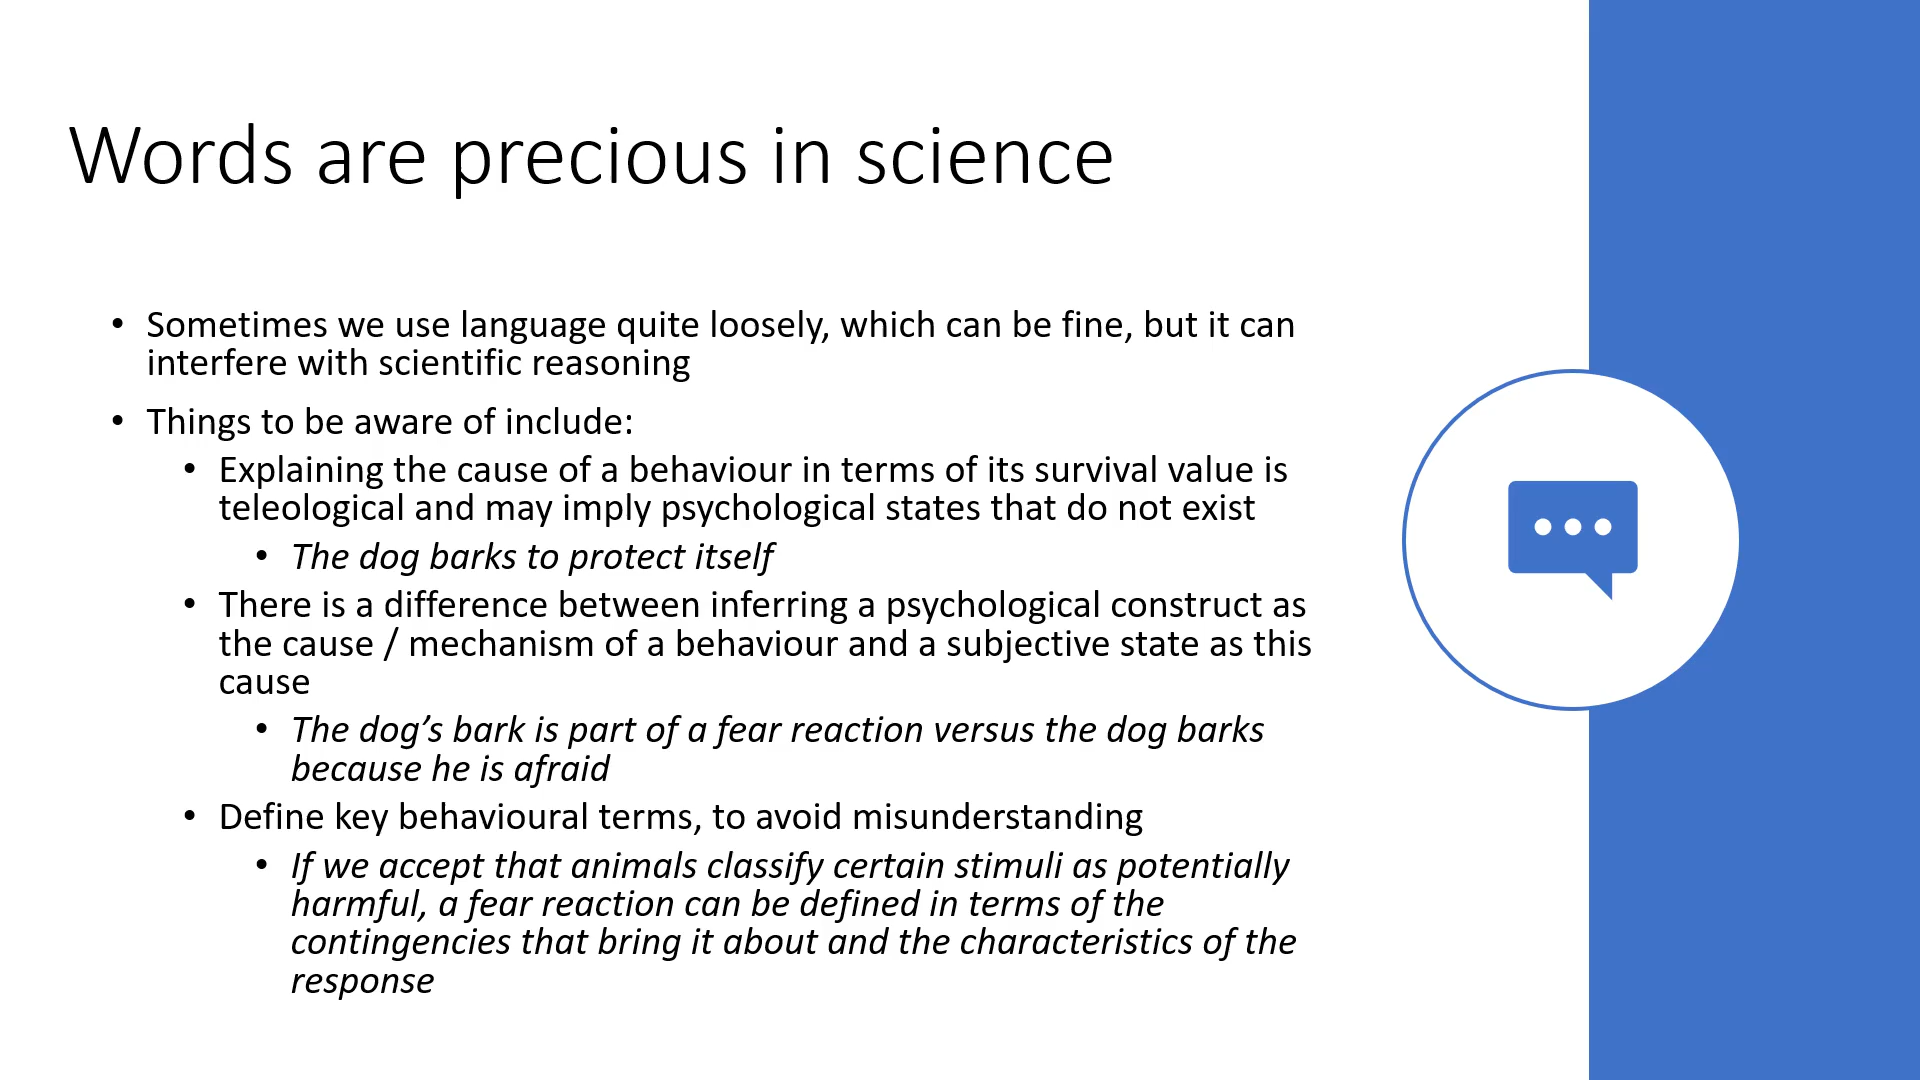 Words are precious in science
• Sometimes we use language quite loosely, which can be fine, but it can
interfere with scientific reasoning
• Things to be aware of include:
• Explaining the cause of a behaviour in terms of its survival value is
teleological and may imply psychological states that do not exist
• The dog barks to protect itself
• There is a difference between inferring a psychological construct as
the cause / mechanism of a behaviour and a subjective state as this
cause
• The dog’s bark is part of a fear reaction versus the dog barks
because he is afraid
• Define key behavioural terms, to avoid misunderstanding
• If we accept that animals classify certain stimuli as potentially
harmful, a fear reaction can be defined in terms of the
contingencies that bring it about and the characteristics of the
response